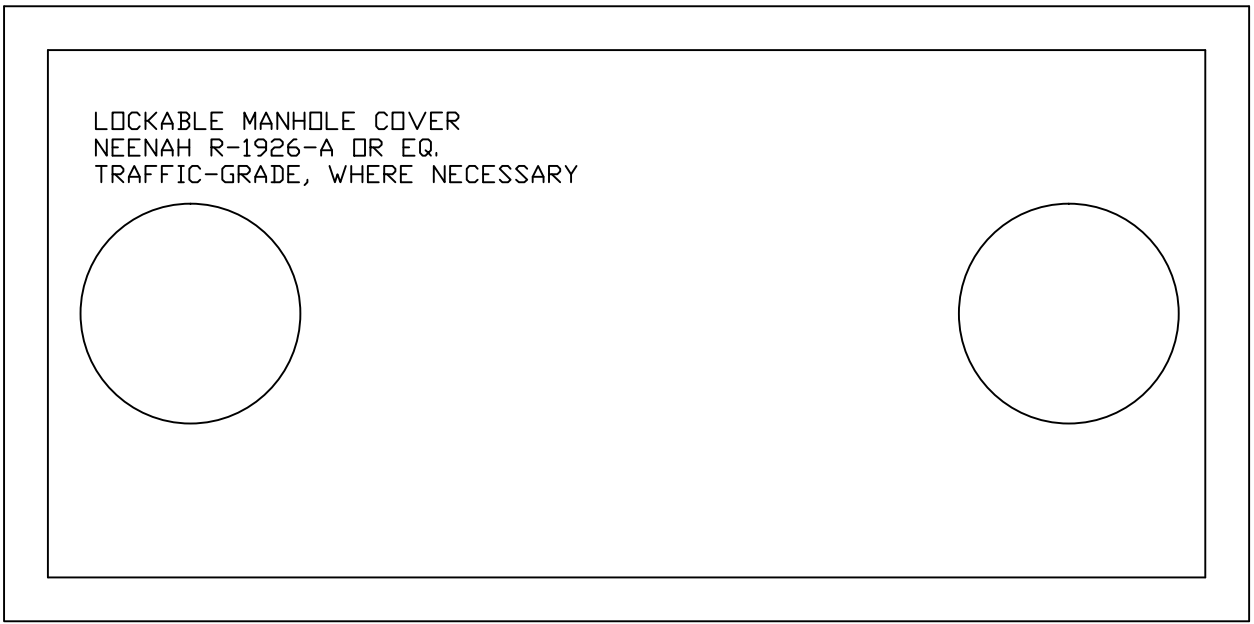 LOCKABLE MANHOLE COVER
NEENAH R-1926-A OR EQ.
TRAFFIC-GRADE, WHERE NECESSARY